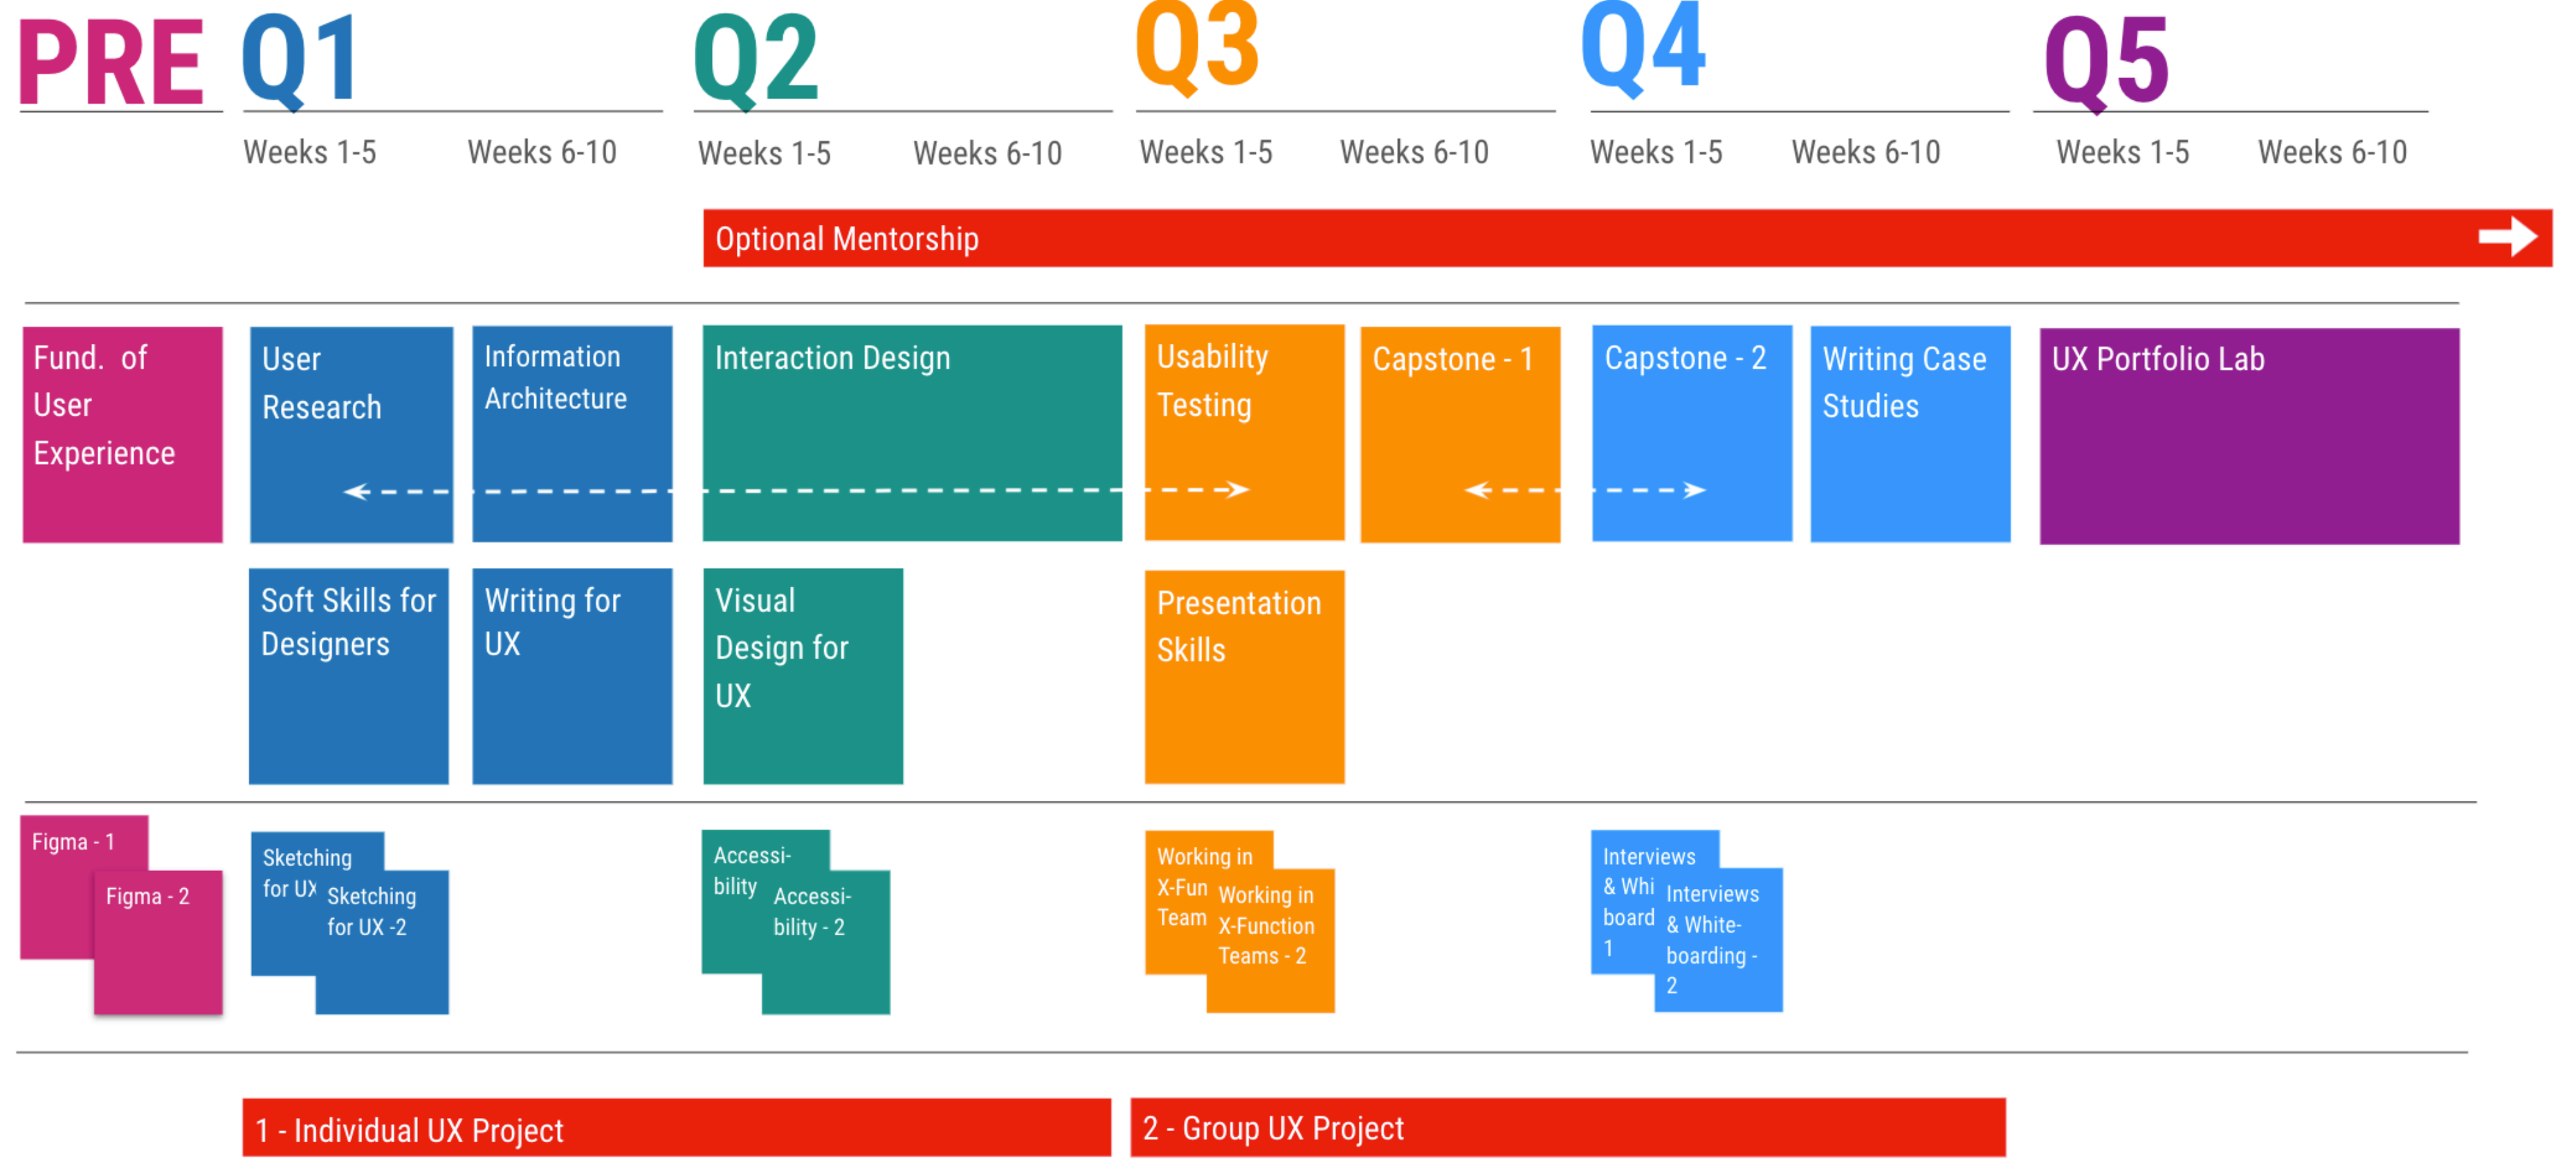 PRE
Q1
Q2
Q3
Q4
Q5
Weeks 1-5
Weeks 6-10
Weeks 1-5
Weeks 6-10
Weeks 1-5
Weeks 6-10
Weeks 1-5
Weeks 6-10
Weeks 1-5
Weeks 6-10
Optional Mentorship
Fund. of
User
Experience
User
Research
Information
Architecture
Interaction Design
Usability
Testing
Capstone - 1
Capstone - 2
Writing Case
Studies
UX Portfolio Lab
Soft Skills for
Designers
Writing for
UX
Visual
Design for
UX
Presentation
Skills
Figma - 1
Figma - 2
Sketching
for UX
Sketching
for UX -2
Accessi-
bility
Accessi-
bility - 2
Working in
X-Fun
Team
Working in
X-Function
Teams - 2
Interviews
& Whi
board
1
Interviews
& White-
boarding -
2
1 - Individual UX Project
2 - Group UX Project